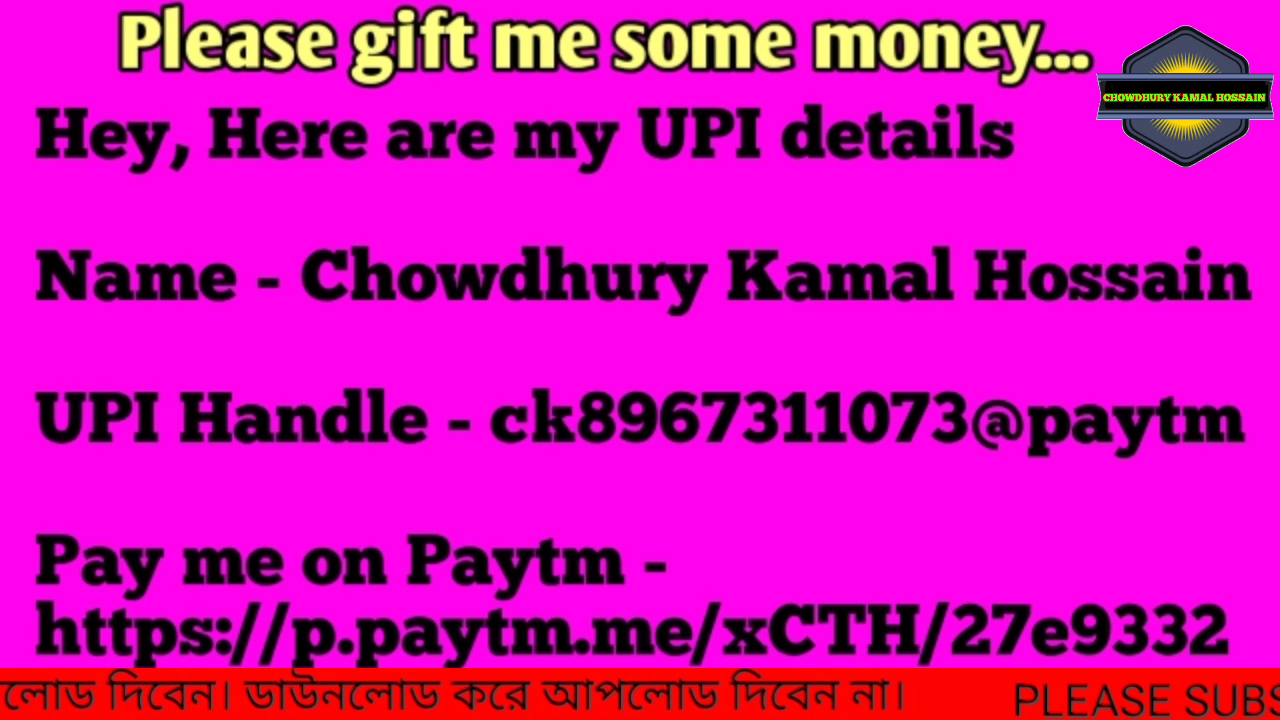 Please gift me some money...
CHOWDHURY KAMAL HOSSAIN
Hey, Here are my UPI details
Name - Chowdhury Kamal Hossain
UPI Handle - ck8967311073@paytm
Pay me on Paytm -
https://p.paytm.me/xCTH/27e9332
লোড দিবেন। ডাউনলোড করে আপলোড দিবেন না। PLEASE SUBS